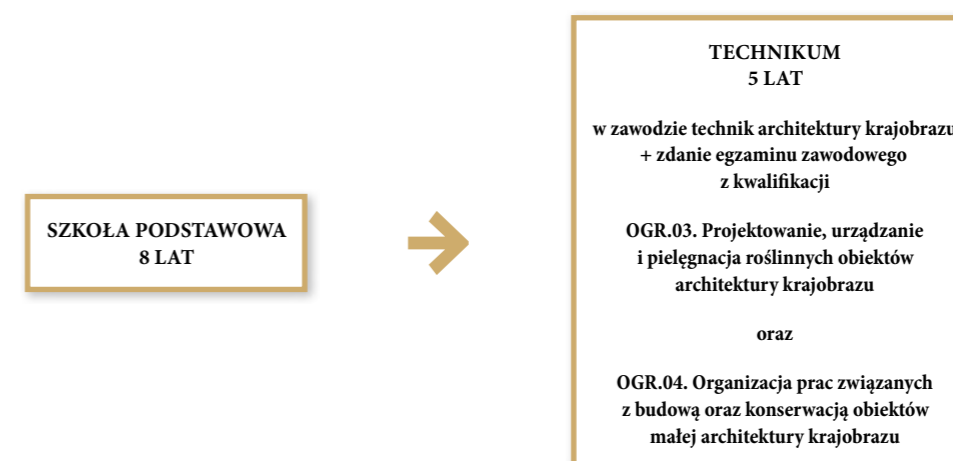 SZKOŁA PODSTAWOWA
8 LAT
TECHNIKUM
5 LAT
w zawodzie technik architektury krajobrazu
+ zdanie egzaminu zawodowego
z kwalifikacji
OGR.03. Projektowanie, urządzanie
i pielęgnacja roślinnych obiektów
architektury krajobrazu
oraz
OGR.04. Organizacja prac związanych
z budową oraz konserwacją obiektów
małej architektury krajobrazu